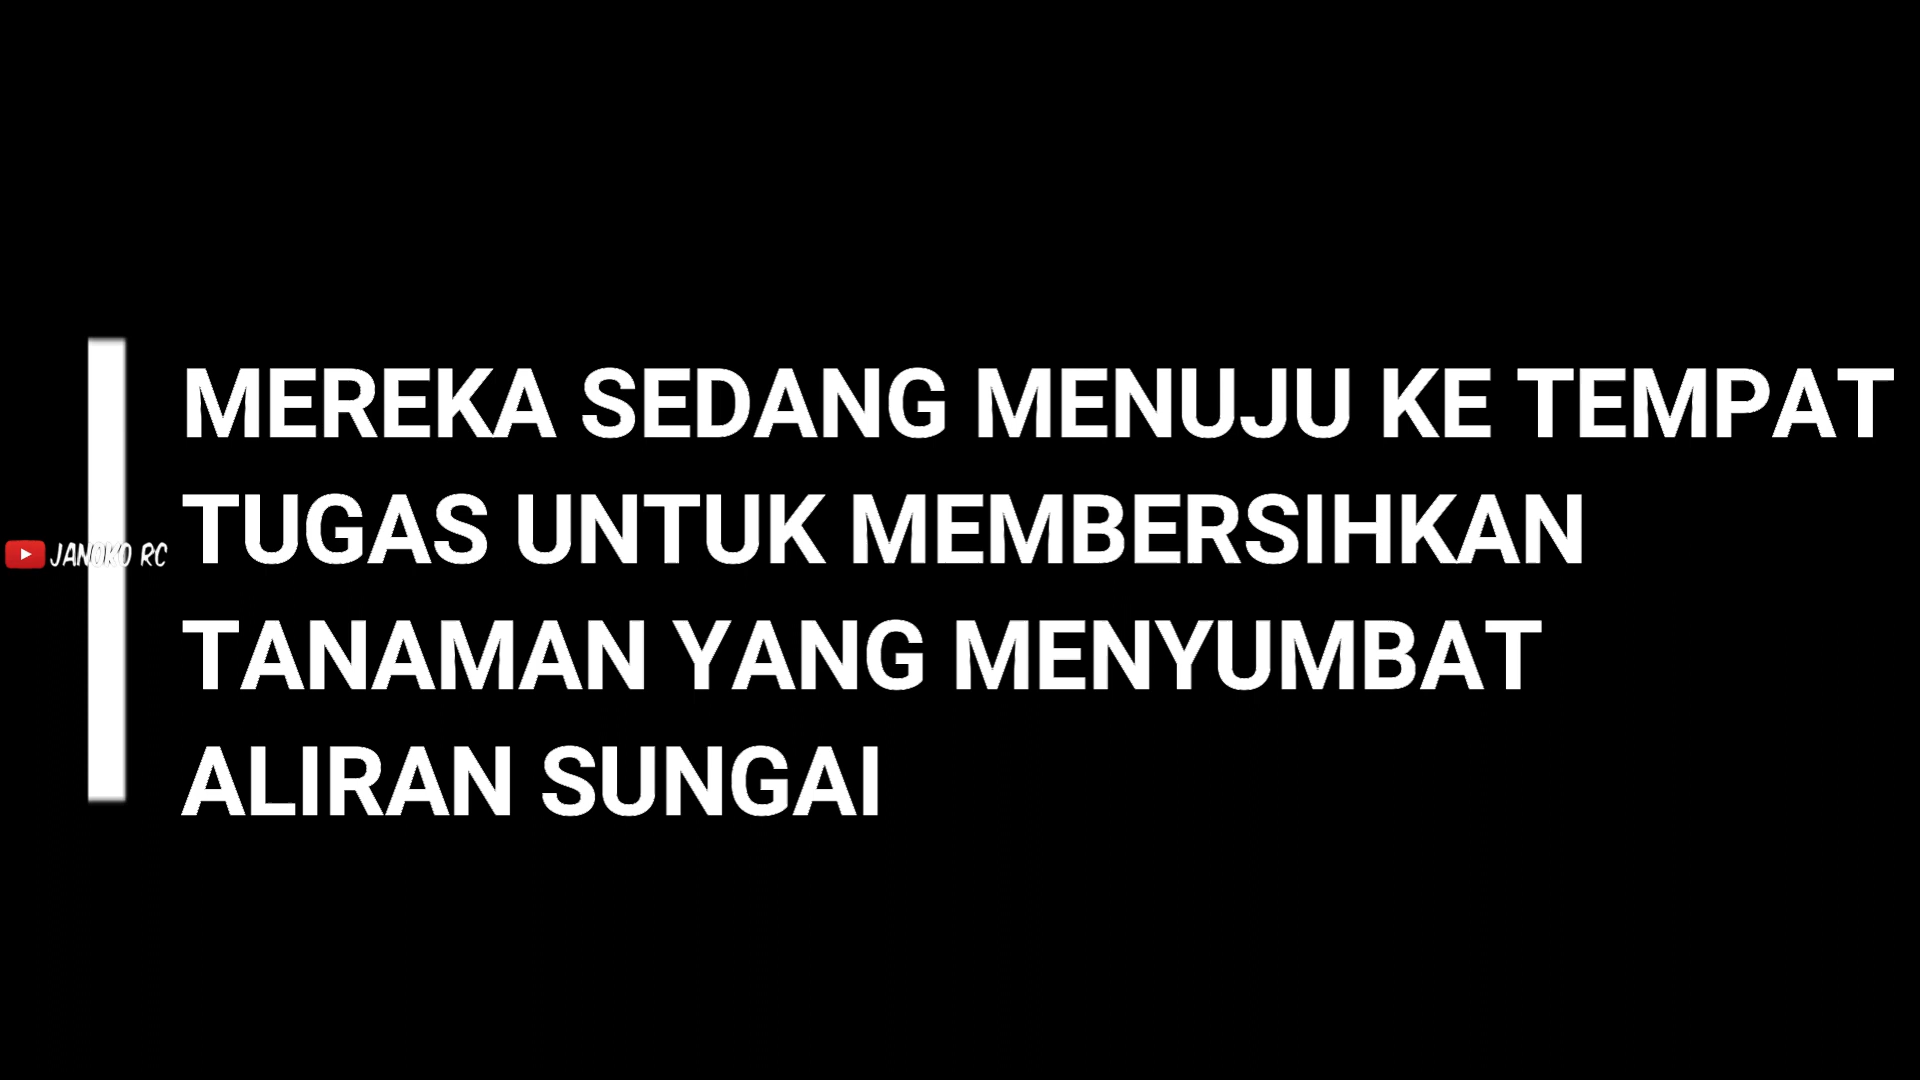 MEREKA SEDANG MENUJU KE TEMPAT
TUGAS UNTUK MEMBERSIHKAN
TANAMAN YANG MENYUMBAT
ALIRAN SUNGAI
JANOKO RC